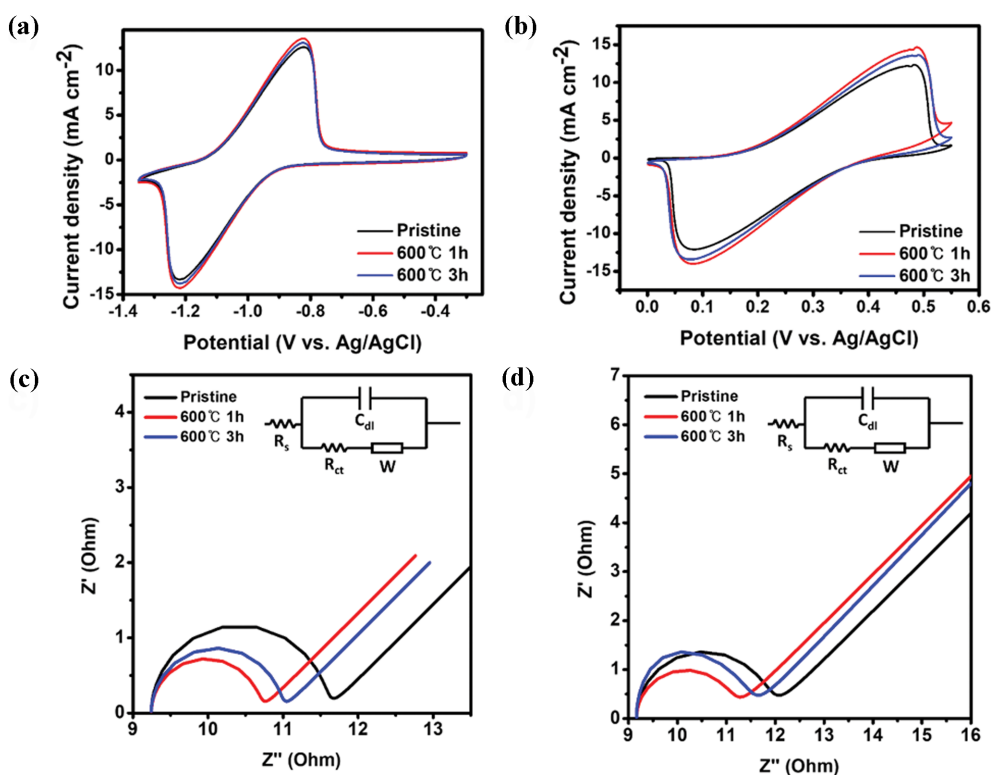 (a)
Current density (mA cm⁻²)
10
5
0
-5
-10
-15
-1.4
-1.2
-1.0
-0.8
-0.6
-0.4
Potential (V vs. Ag/AgCl)
Pristine
600℃ 1h
600℃ 3h
(b)
Current density (mA cm⁻²)
15
10
5
0
-5
-10
-15
0.0
0.1
0.2
0.3
0.4
0.5
0.6
Potential (V vs. Ag/AgCl)
Pristine
600℃ 1h
600℃ 3h
(c)
Z' (Ohm)
4
3
2
1
0
9
10
11
12
13
Z" (Ohm)
Pristine
600℃ 1h
600℃ 3h
Cdl
Rs
Rct
W
(d)
Z' (Ohm)
7
6
5
4
3
2
1
0
9
10
11
12
13
14
15
16
Z" (Ohm)
Pristine
600℃ 1h
600℃ 3h
Cdl
Rs
Rct
W